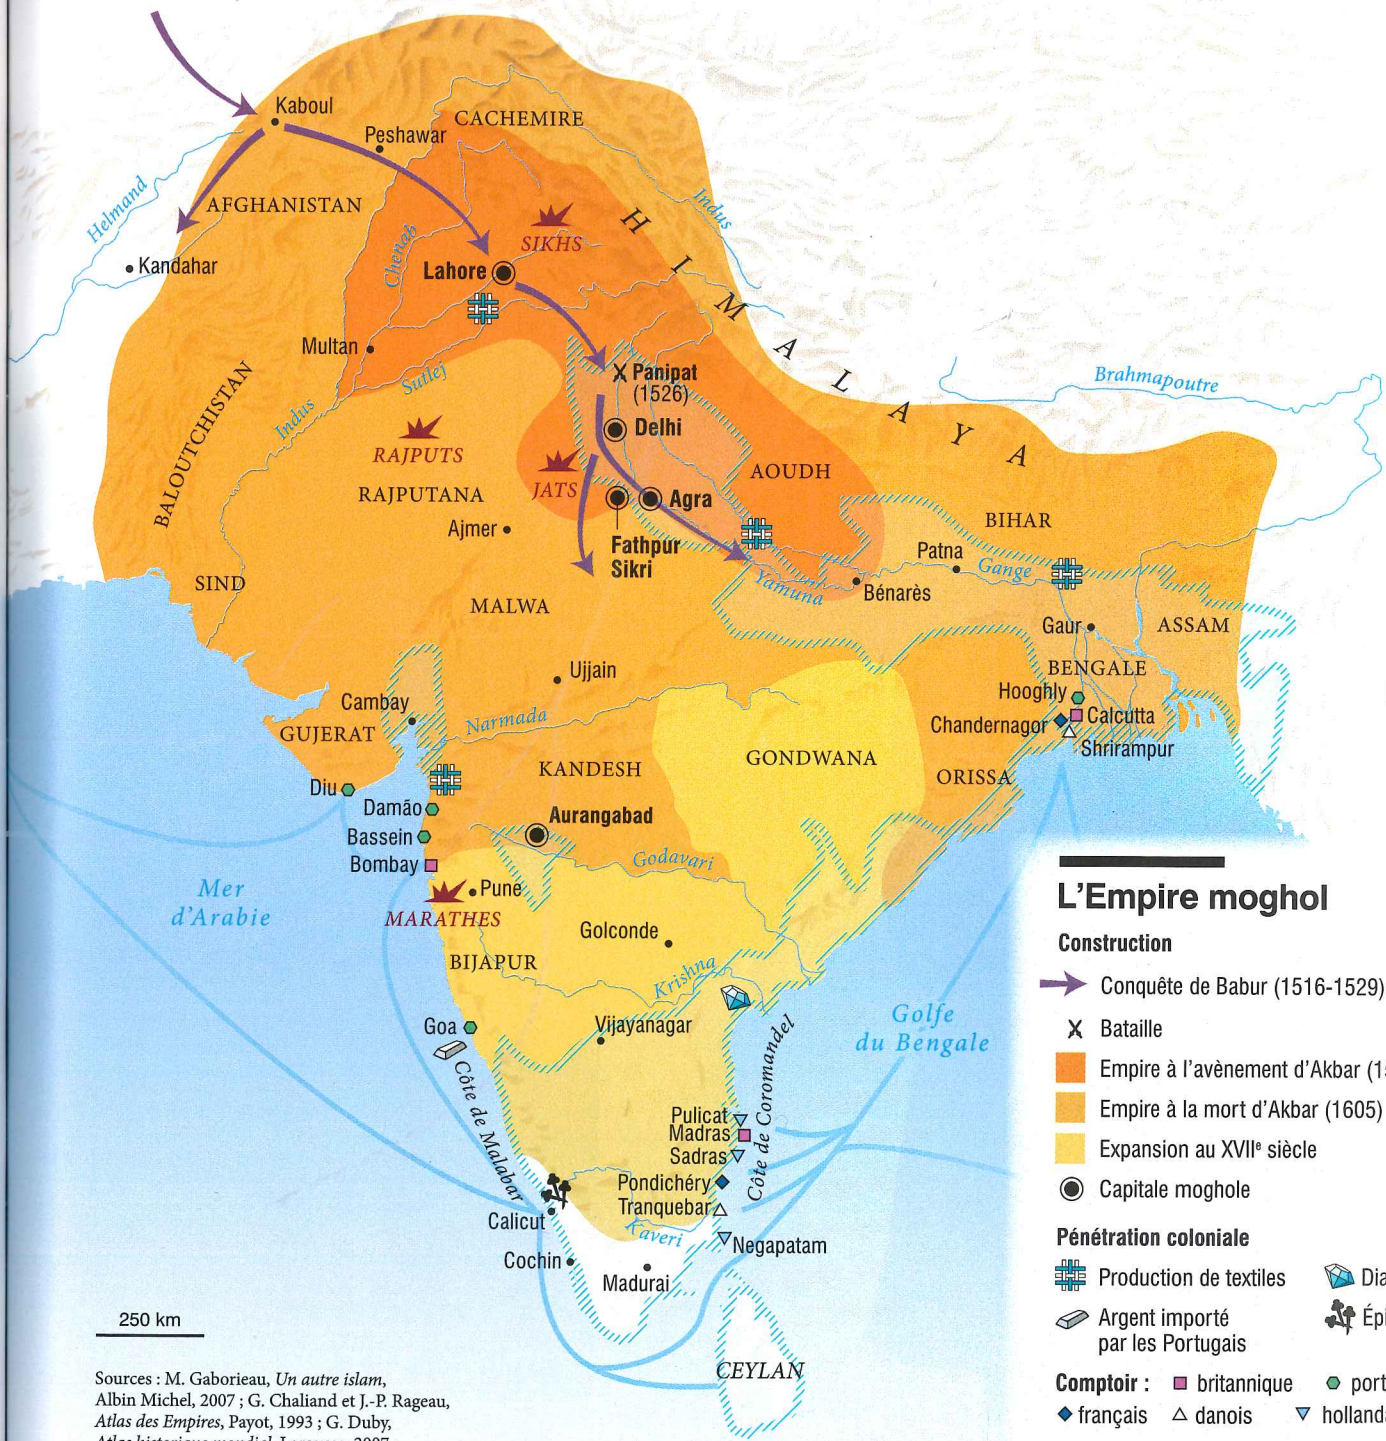 Kaboul
Peshawar
CACHEMIRE
Helmand
AFGHANISTAN
Indus
Kandahar
Chenab
SIKHS
HIMALAYA
Lahore
Multan
Sutlej
Panipat
(1526)
Brahmapoutre
BALOUTCHISTAN
Indus
Delhi
RAJPUTS
RAJPUTANA
JATS
AOUDH
Agra
Ajmer
BIHAR
Fathpur
Sikri
Patna
Gange
SIND
Yamuna
Bénarès
MALWA
Gaur
ASSAM
BENGALE
Ujjain
Hooghly
Cambay
Narmada
Calcutta
Chandernagor
GUJERAT
Shrirampur
GONDWANA
KANDESH
ORISSA
Diu
Damão
Aurangabad
Bassein
Bombay
Godavari
Mer
d'Arabie
Pune
MARATHES
Golconde
BIJAPUR
Krishna
Goa
Vijayanagar
Golfe
du Bengale
Côte de Malabar
Côte de Coromandel
Pulicat
Madras
Sadras
Pondichéry
Tranquebar
Calicut
Kaveri
Negapatam
Cochin
Madurai
CEYLAN
250 km
Sources : M. Gaborieau, Un autre islam,
Albin Michel, 2007 ; G. Chaliand et J.-P. Rageau,
Atlas des Empires, Payot, 1993 ; G. Duby,
L'Empire moghol
Construction
Conquête de Babur (1516-1529)
Bataille
Empire à l'avènement d'Akbar
Empire à la mort d'Akbar (1605)
Expansion au XVIIe siècle
Capitale moghole
Pénétration coloniale
Production de textiles
Dia
Argent importé
par les Portugais
Épi
Comptoir :
britannique
port
français
danois
holland